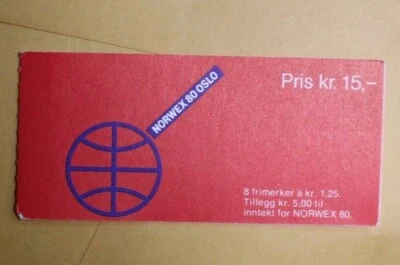 Pris kr. 15,–
NORWEX 80 OSLO
8 frimerker a kr. 1.25.
Tillegg kr. 5.00 til
inntekt for NORWEX 80.